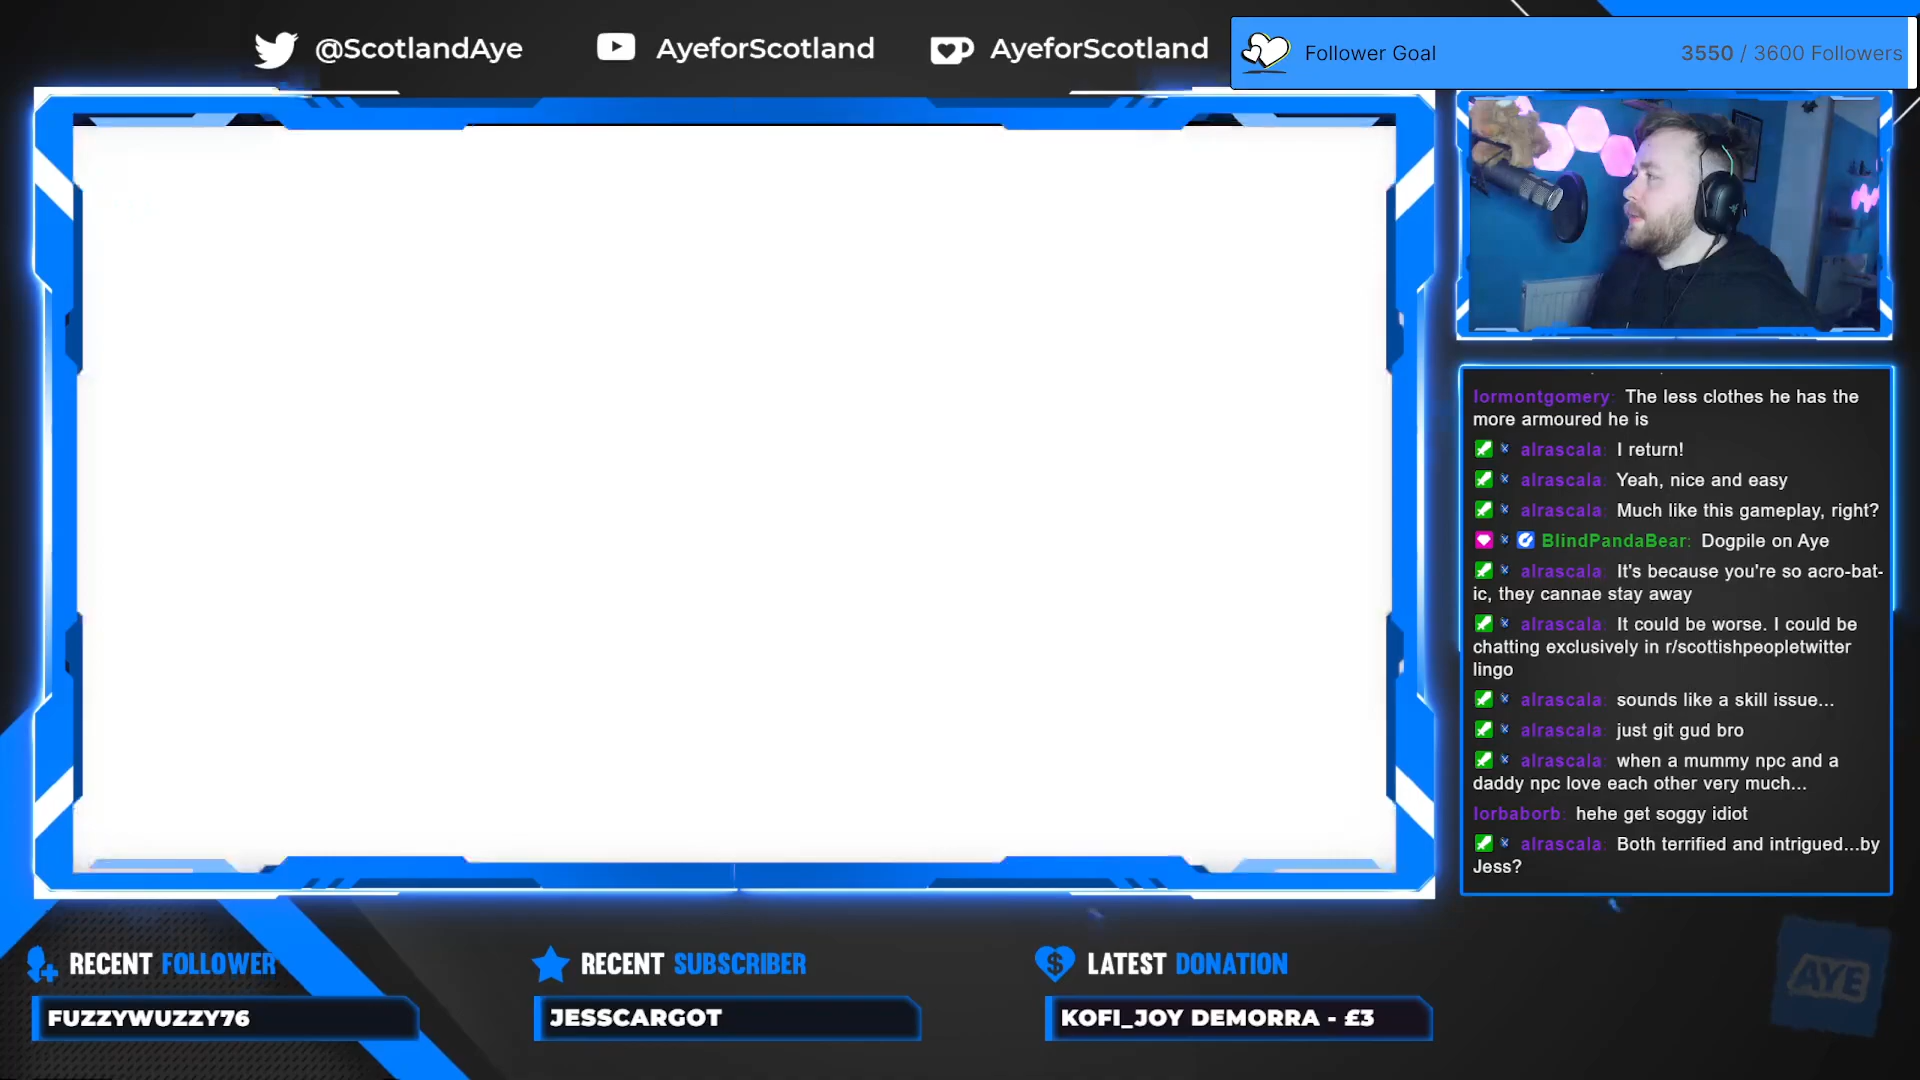 @ScotlandAye
AyeforScotland
AyeforScotland
Follower Goal
3550 / 3600 Followers
lormontgomery: The less clothes he has the
more armoured he is
alrascala: I return!
alrascala: Yeah, nice and easy
alrascala: Much like this gameplay, right?
BlindPandaBear: Dogpile on Aye
alrascala: It's because you're so acro-bat-
ic, they cannae stay away
alrascala: It could be worse. I could be
chatting exclusively in r/scottishpeopletwitter
lingo
alrascala: sounds like a skill issue...
alrascala: just git gud bro
alrascala: when a mummy npc and a
daddy npc love each other very much...
lorbaborb: hehe get soggy idiot
alrascala: Both terrified and intrigued...by
Jess?
RECENT FOLLOWER
FUZZYWUZZY76
RECENT SUBSCRIBER
JESSCARGOT
LATEST DONATION
KOFI_JOY DEMORRA - £3
AYE